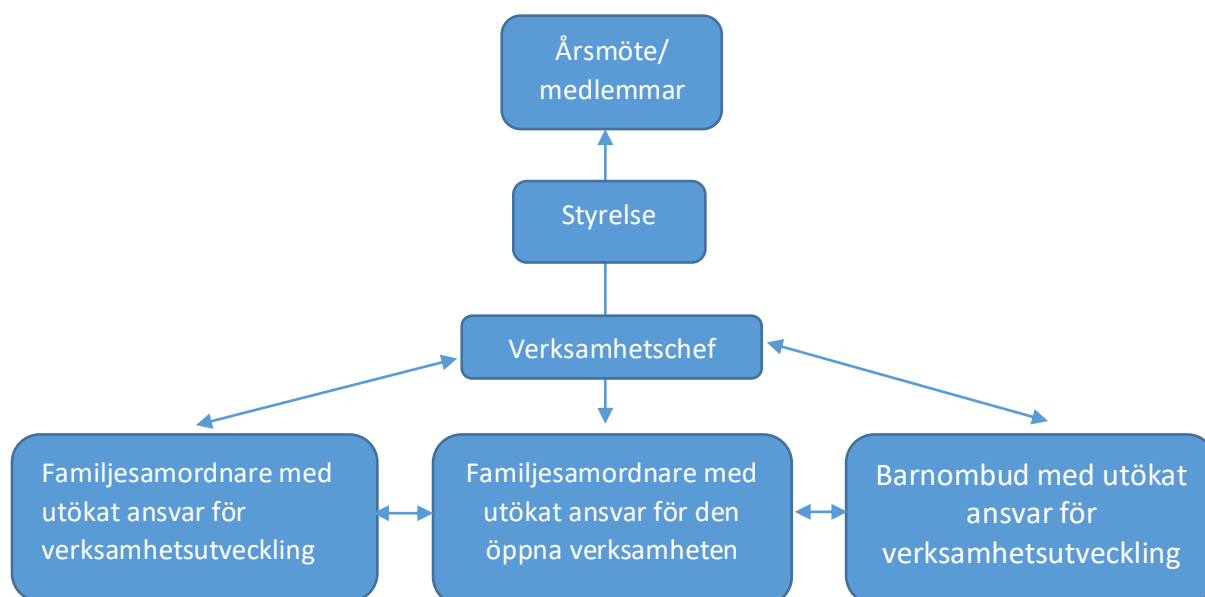 Årsmöte/
medlemmar
Styrelse
Verksamhetschef
Familjesamordnare med
utökat ansvar för
verksamhetsutveckling
Familjesamordnare med
utökat ansvar för den
öppna verksamheten
Barnombud med utökat
ansvar för
verksamhetsutveckling